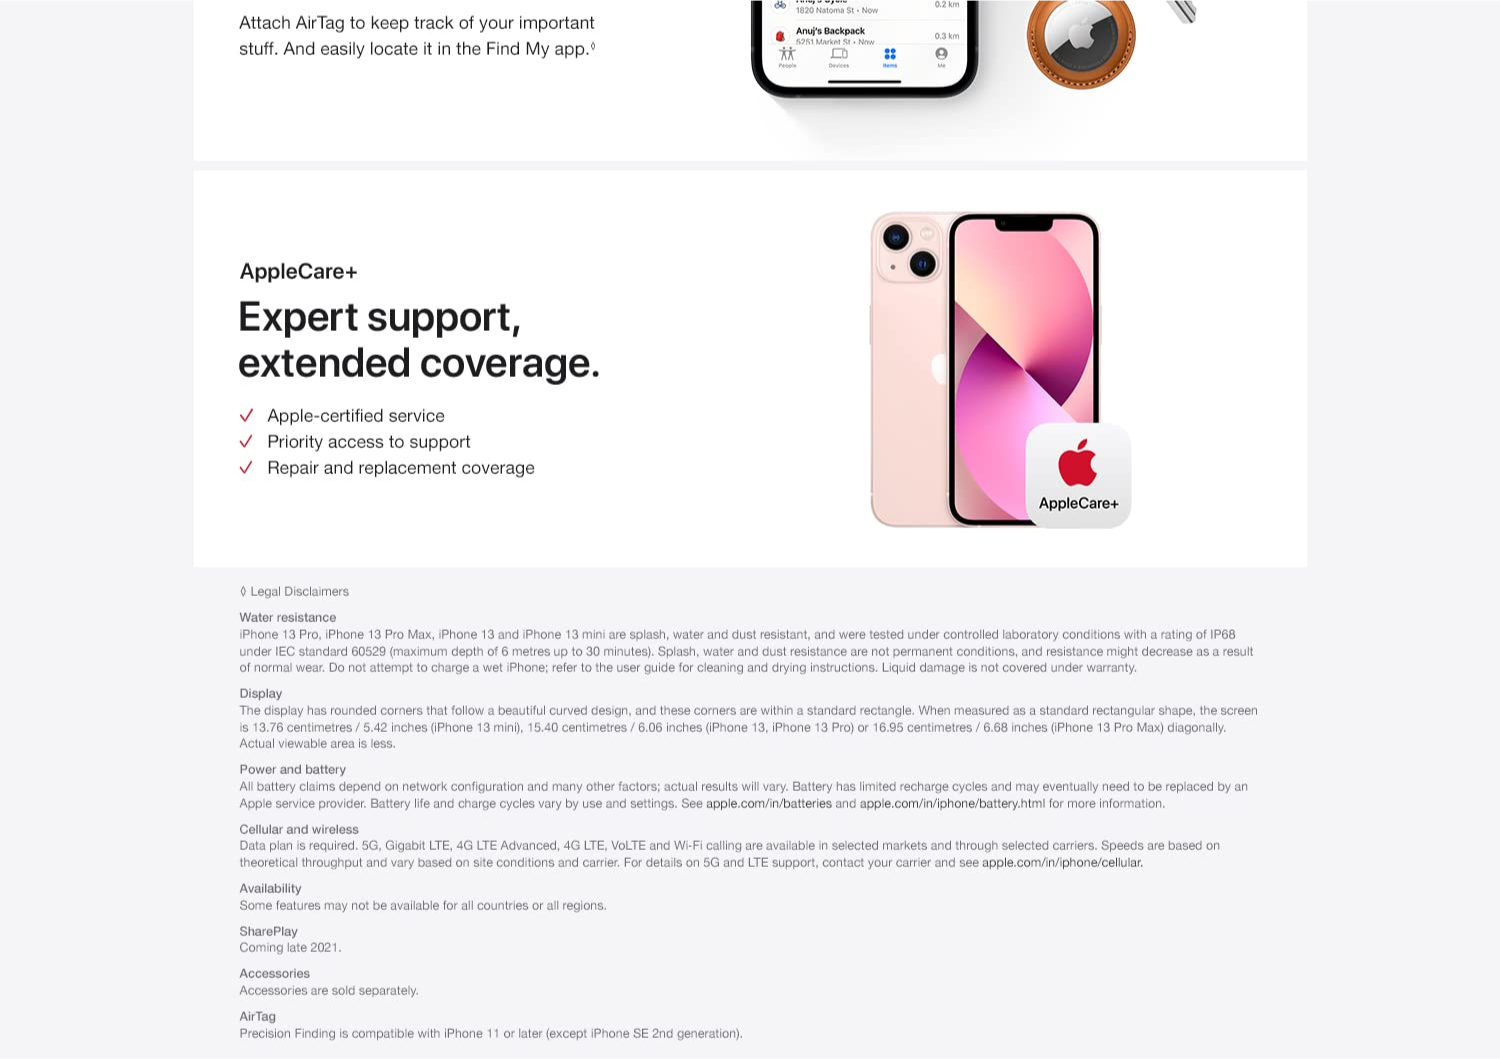 Attach AirTag to keep track of your important
stuff. And easily locate it in the Find My app.◊
1820 Natoma St • Now
0.2 km
Anuj's Backpack
5251 Market St • Now
0.3 km
People
Devices
Items
Me
AppleCare+
Expert support,
extended coverage.
✓ Apple-certified service
✓ Priority access to support
✓ Repair and replacement coverage
AppleCare+
◊ Legal Disclaimers
Water resistance
iPhone 13 Pro, iPhone 13 Pro Max, iPhone 13 and iPhone 13 mini are splash, water and dust resistant, and were tested under controlled laboratory conditions with a rating of IP68
under IEC standard 60529 (maximum depth of 6 metres up to 30 minutes). Splash, water and dust resistance are not permanent conditions, and resistance might decrease as a result
of normal wear. Do not attempt to charge a wet iPhone; refer to the user guide for cleaning and drying instructions. Liquid damage is not covered under warranty.
Display
The display has rounded corners that follow a beautiful curved design, and these corners are within a standard rectangle. When measured as a standard rectangular shape, the screen
is 13.76 centimetres / 5.42 inches (iPhone 13 mini), 15.40 centimetres / 6.06 inches (iPhone 13, iPhone 13 Pro) or 16.95 centimetres / 6.68 inches (iPhone 13 Pro Max) diagonally.
Actual viewable area is less.
Power and battery
All battery claims depend on network configuration and many other factors; actual results will vary. Battery has limited recharge cycles and may eventually need to be replaced by an
Apple service provider. Battery life and charge cycles vary by use and settings. See apple.com/in/batteries and apple.com/in/iphone/battery.html for more information.
Cellular and wireless
Data plan is required. 5G, Gigabit LTE, 4G LTE Advanced, 4G LTE, VoLTE and Wi-Fi calling are available in selected markets and through selected carriers. Speeds are based on
theoretical throughput and vary based on site conditions and carrier. For details on 5G and LTE support, contact your carrier and see apple.com/in/iphone/cellular.
Availability
Some features may not be available for all countries or all regions.
SharePlay
Coming late 2021.
Accessories
Accessories are sold separately.
AirTag
Precision Finding is compatible with iPhone 11 or later (except iPhone SE 2nd generation).